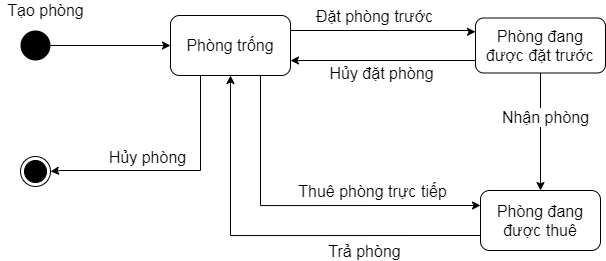 Tạo phòng
Đặt phòng trước
Phòng trống
Phòng đang
được đặt trước
Hủy đặt phòng
Nhận phòng
Hủy phòng
Thuê phòng trực tiếp
Phòng đang
được thuê
Trả phòng